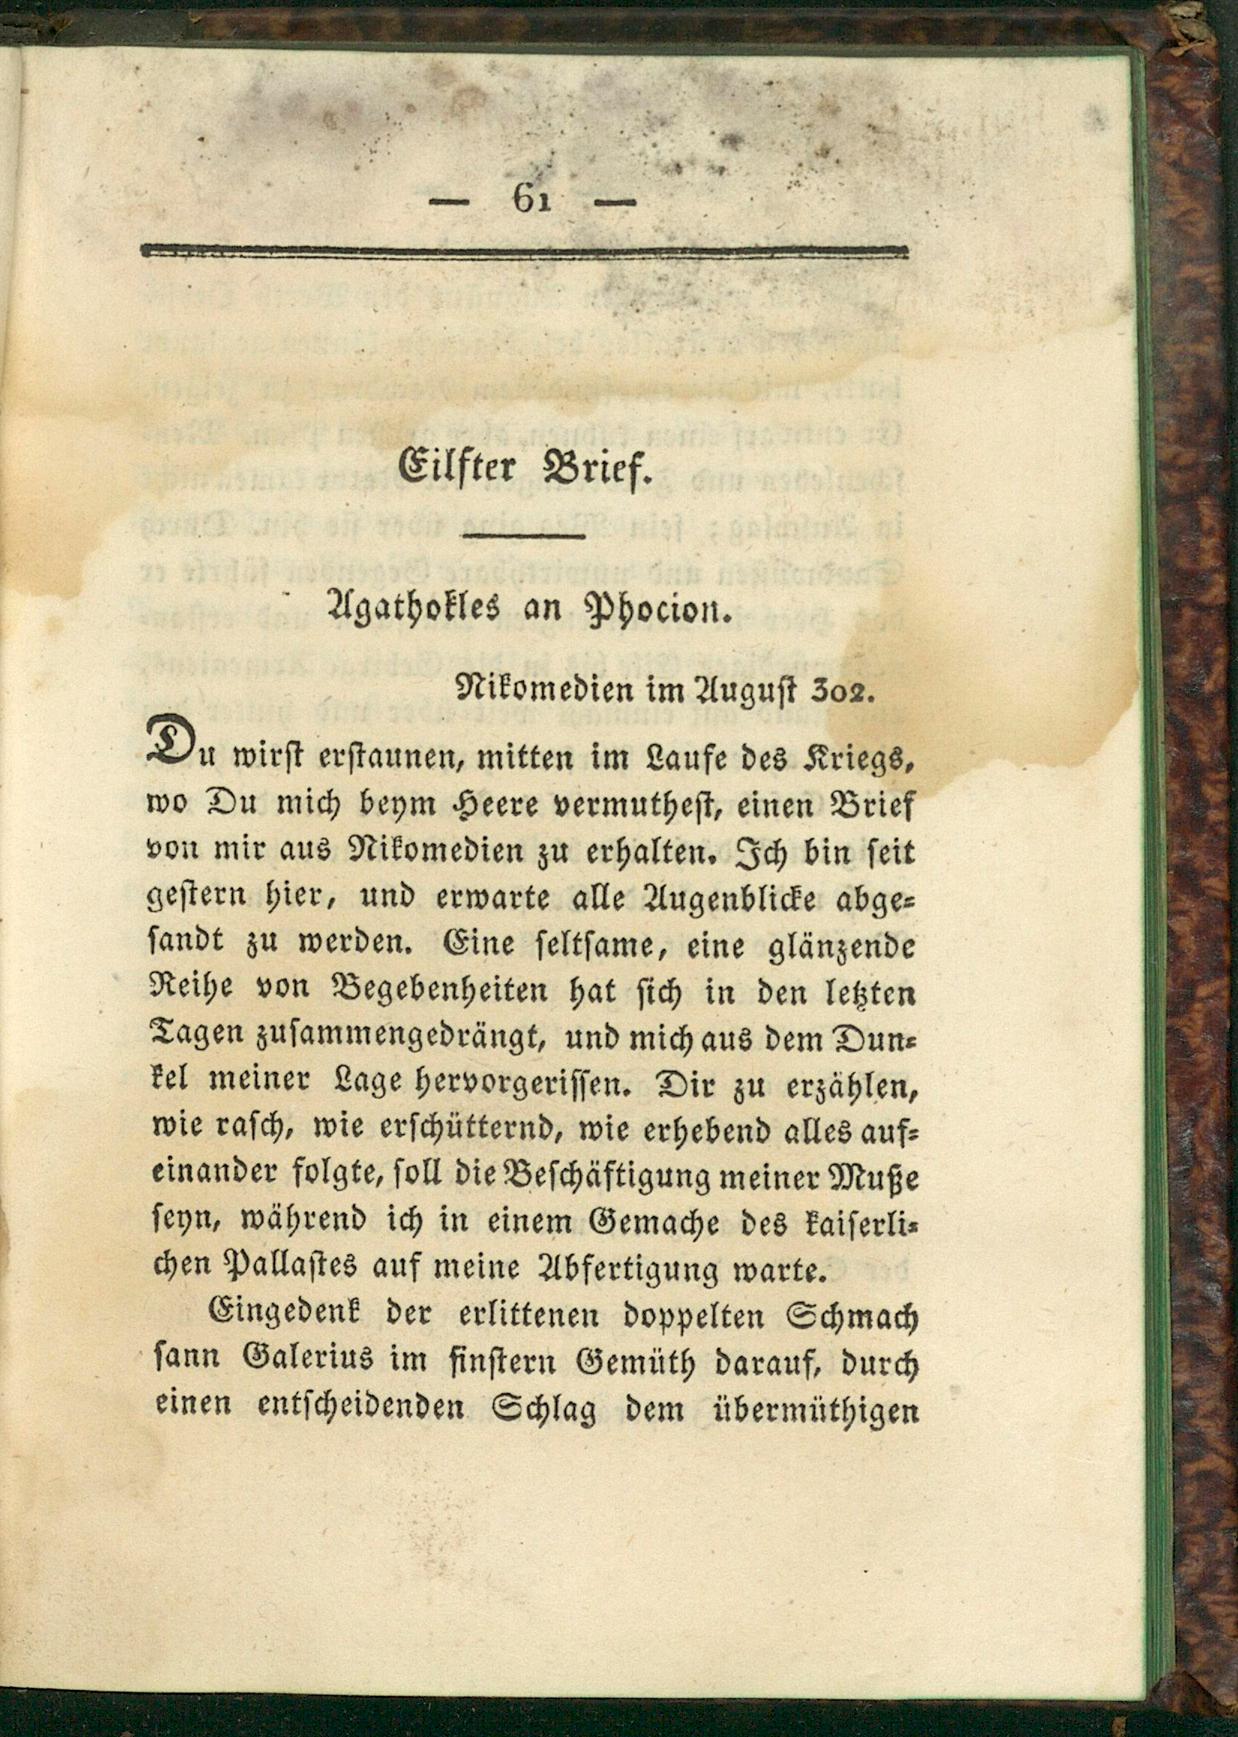 — 61 —
Eilfter Brief.
Agathokles an Phocion.
Nikomedien im August 302.
Du wirst erstaunen, mitten im Laufe des Kriegs,
wo Du mich beym Heere vermuthest, einen Brief
von mir aus Nikomedien zu erhalten. Ich bin seit
gestern hier, und erwarte alle Augenblicke abge-
sandt zu werden. Eine seltsame, eine glänzende
Reihe von Begebenheiten hat sich in den letzten
Tagen zusammengedrängt, und mich aus dem Dun-
kel meiner Lage hervorgerissen. Dir zu erzählen,
wie rasch, wie erschütternd, wie erhebend alles auf-
einander folgte, soll die Beschäftigung meiner Muße
seyn, während ich in einem Gemache des kaiserli-
chen Pallastes auf meine Abfertigung warte.
Eingedenk der erlittenen doppelten Schmach
sann Galerius im finstern Gemüth darauf, durch
einen entscheidenden Schlag dem übermüthigen